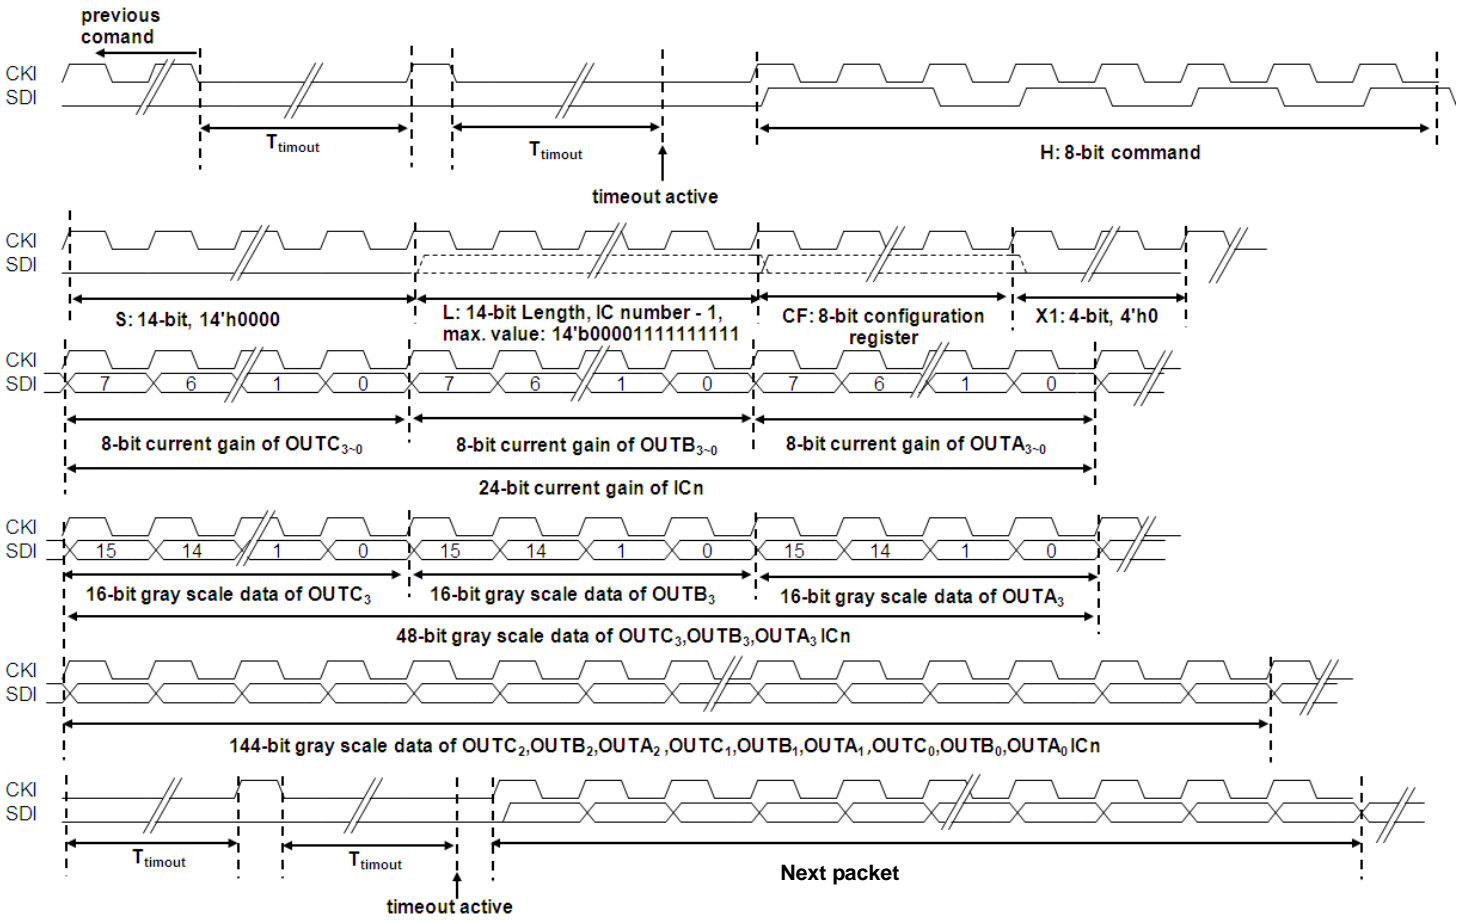 previous
comand
CKI
SDI
Ttimout
Ttimout
timeout active
H: 8-bit command
CKI
SDI
S: 14-bit, 14'h0000
L: 14-bit Length, IC number - 1,
max. value: 14'b00001111111111
CF: 8-bit configuration
register
X1: 4-bit, 4'h0
CKI
SDI
7 6 1 0 7 6 1 0 7 6 1 0
8-bit current gain of OUTC3~0
8-bit current gain of OUTB3~0
8-bit current gain of OUTA3~0
24-bit current gain of ICn
CKI
SDI
15 14 1 0 15 14 1 0 15 14 1 0
16-bit gray scale data of OUTC3
16-bit gray scale data of OUTB3
16-bit gray scale data of OUTA3
48-bit gray scale data of OUTC3,OUTB3,OUTA3 ICn
CKI
SDI
144-bit gray scale data of OUTC2,OUTB2,OUTA2 ,OUTC1,OUTB1,OUTA1,OUTC0,OUTB0,OUTA0 ICn
CKI
SDI
Ttimout
Ttimout
timeout active
Next packet